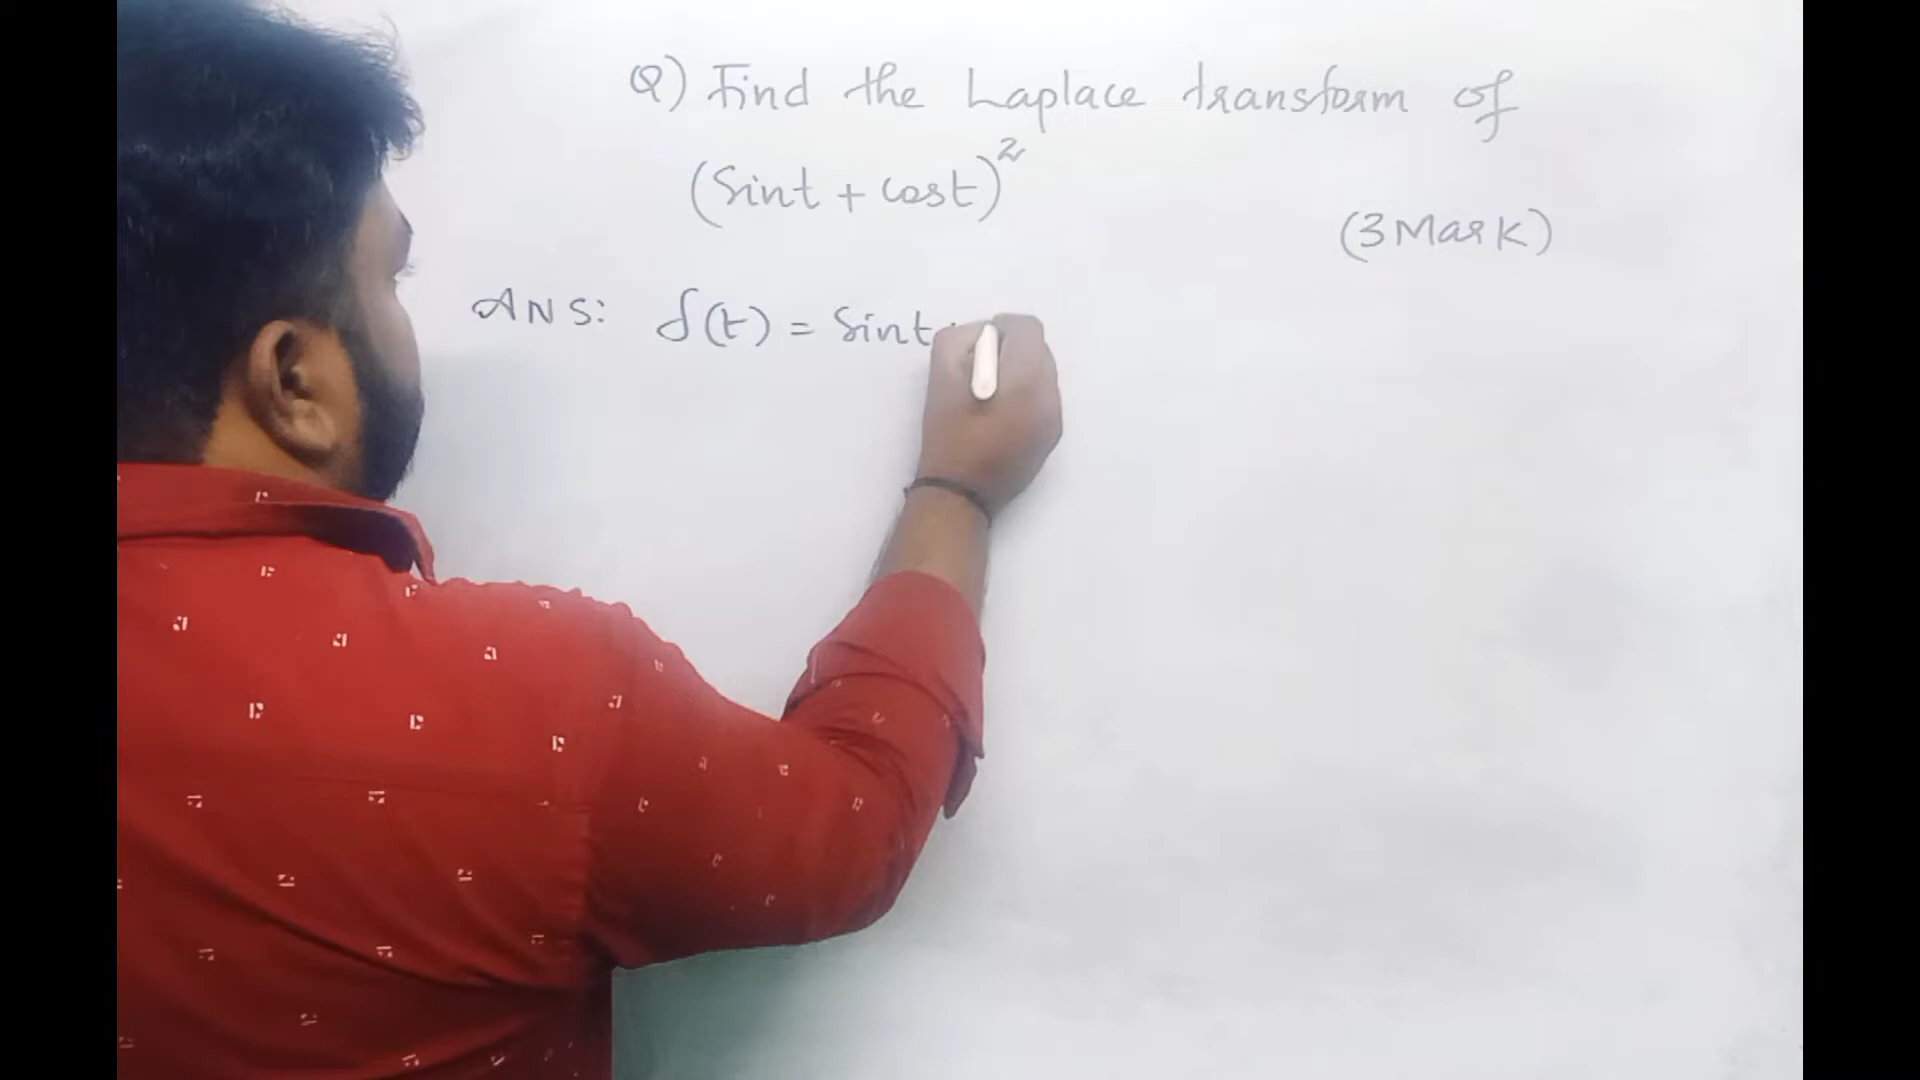 Q) Find the Laplace transform of
(Sint + Cost)²
(3 Mark)
ANS: f(t) = Sint